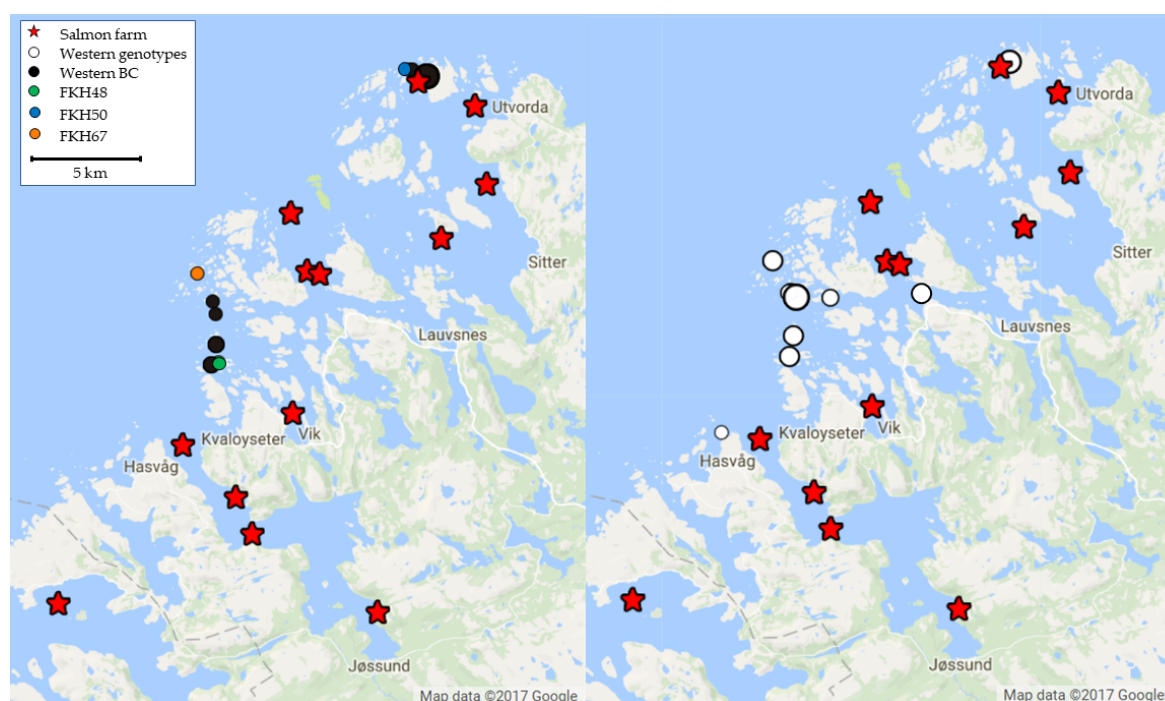 Salmon farm
Western genotypes
Western BC
FKH48
FKH50
FKH67
5 km
Utvorda
Sitter
Lauvsnes
Kvaloyseter
Vik
Hasvåg
Jøssund
Map data ©2017 Google
Utvorda
Sitter
Lauvsnes
Kvaloyseter
Vik
Hasvåg
Jøssund
Map data ©2017 Google